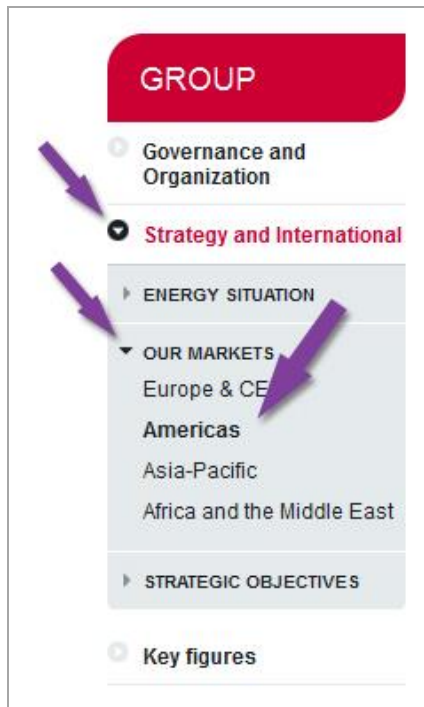 GROUP
Governance and
Organization
Strategy and International
ENERGY SITUATION
OUR MARKETS
Europe & CE
Americas
Asia-Pacific
Africa and the Middle East
STRATEGIC OBJECTIVES
Key figures